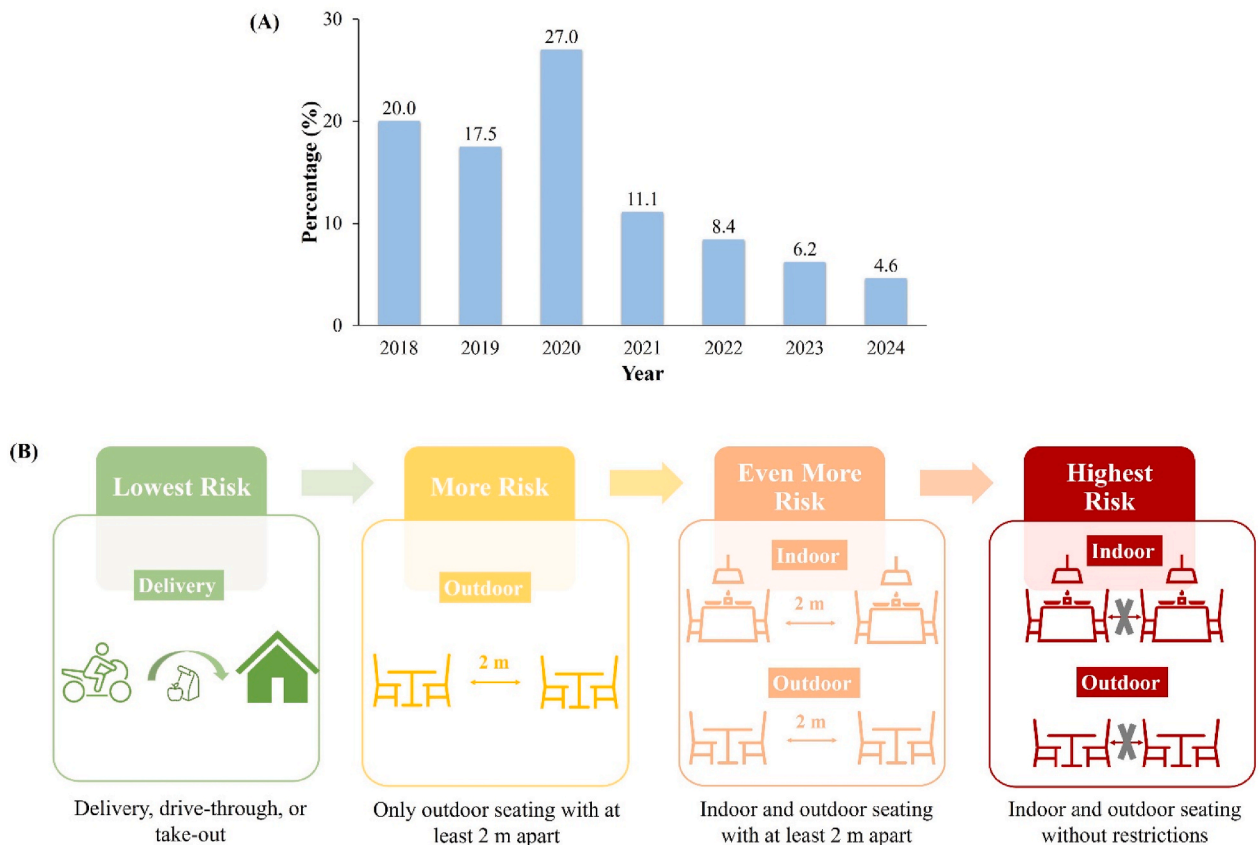 (A)
Percentage (%)
30
20
10
0
20.0
17.5
27.0
11.1
8.4
6.2
4.6
2018
2019
2020
2021
2022
2023
2024
Year
(B)
Lowest Risk
Delivery
Delivery, drive-through, or
take-out
More Risk
Outdoor
2 m
Only outdoor seating with at
least 2 m apart
Even More
Risk
Indoor
2 m
Outdoor
2 m
Indoor and outdoor seating
with at least 2 m apart
Highest
Risk
Indoor
Outdoor
Indoor and outdoor seating
without restrictions